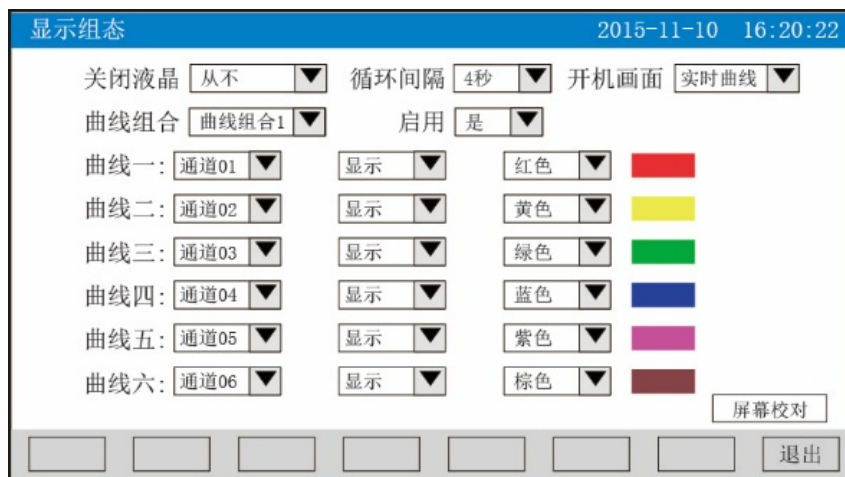 显示组态 2015-11-10 16:20:22
关闭液晶 从不 循环间隔 4秒 开机画面 实时曲线
曲线组合 曲线组合1 启用 是
曲线一: 通道01 显示 红色
曲线二: 通道02 显示 黄色
曲线三: 通道03 显示 绿色
曲线四: 通道04 显示 蓝色
曲线五: 通道05 显示 紫色
曲线六: 通道06 显示 棕色
屏幕校对
退出